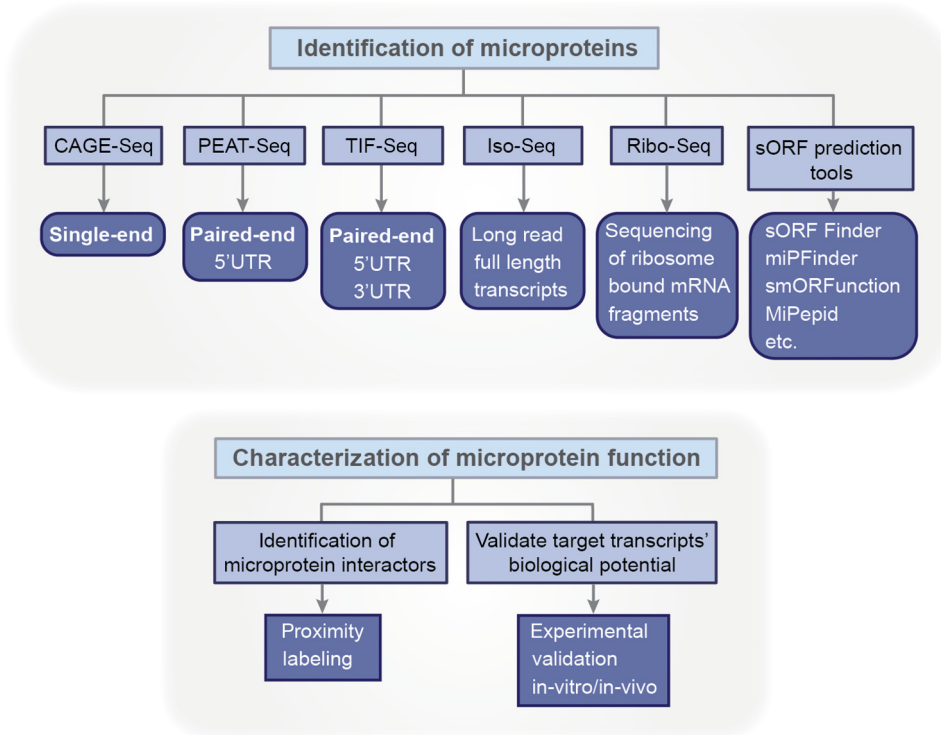 Identification of microproteins
CAGE-Seq
PEAT-Seq
TIF-Seq
Iso-Seq
Ribo-Seq
sORF prediction
tools
Single-end
Paired-end
5’UTR
Paired-end
5’UTR
3’UTR
Long read
full length
transcripts
Sequencing
of ribosome
bound mRNA
fragments
sORF Finder
miPFinder
smORFunction
MiPepid
etc.
Characterization of microprotein function
Identification of
microprotein interactors
Validate target transcripts’
biological potential
Proximity
labeling
Experimental
validation
in-vitro/in-vivo